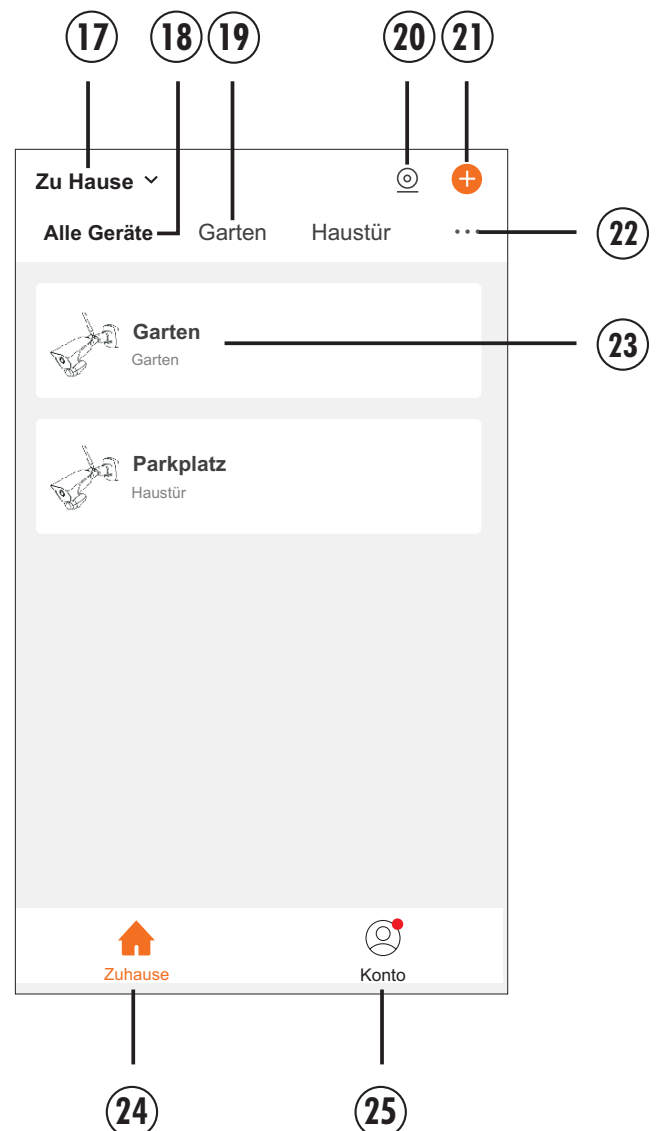 17 18 19 20 21
Zu Hause
Alle Geräte Garten Haustür ... 22
Garten 23
Garten
Parkplatz
Haustür
Zuhause Konto
24 25